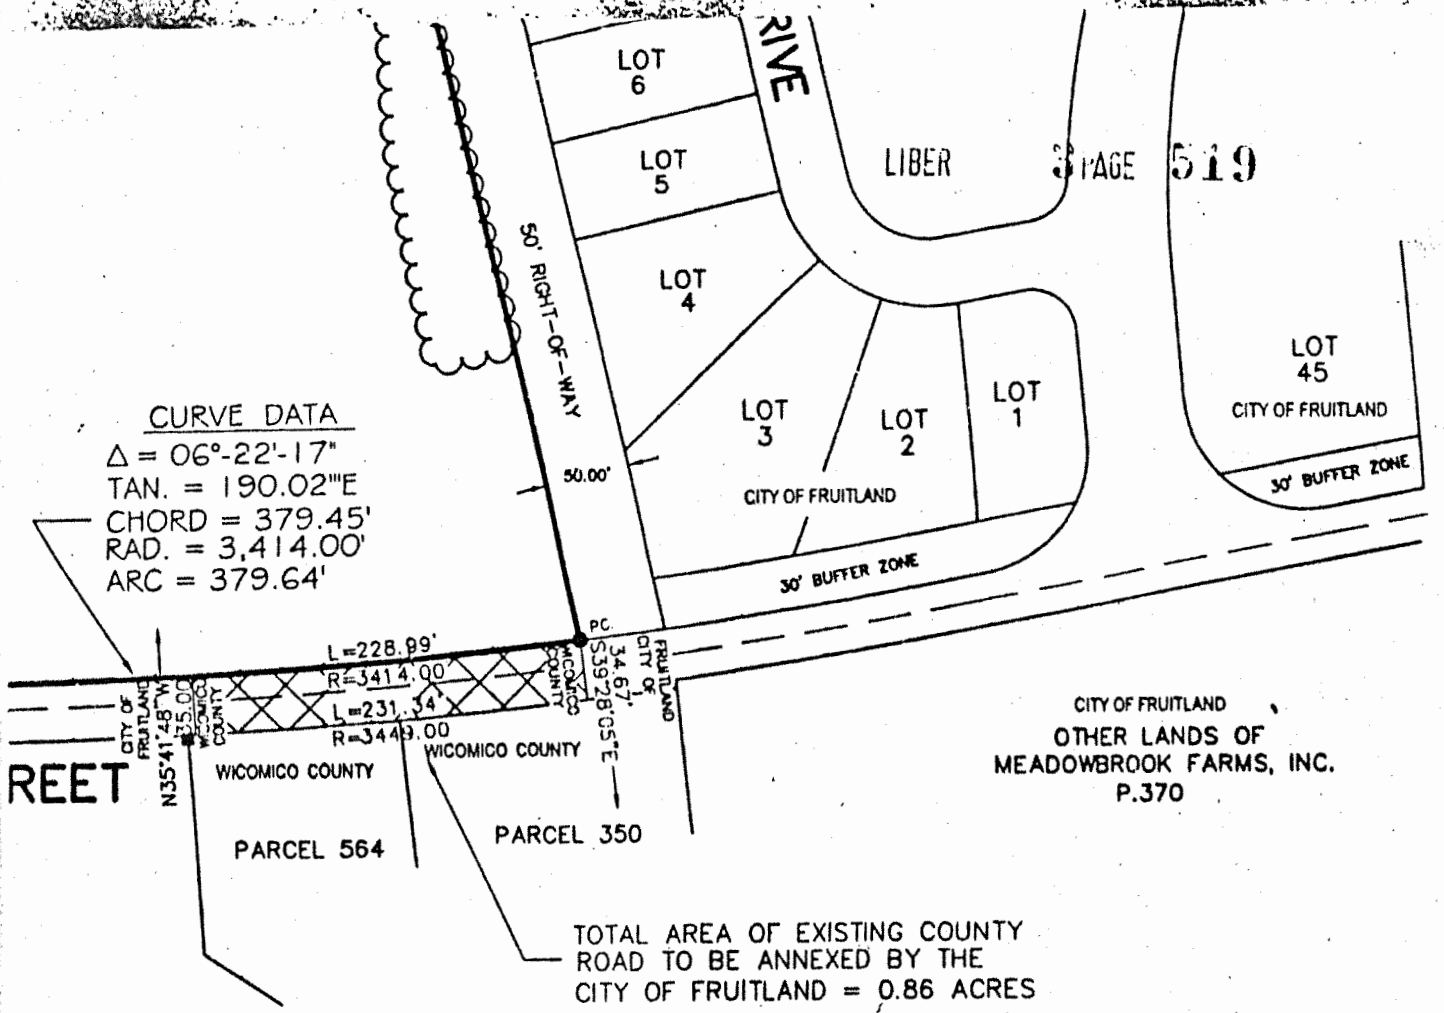 RIVE
LOT
6
LOT
5
LIBER 3 PAGE 519
50' RIGHT-OF-WAY
LOT
4
LOT
45
CITY OF FRUITLAND
30' BUFFER ZONE
LOT
3
LOT
2
LOT
1
CITY OF FRUITLAND
50.00'
30' BUFFER ZONE
CURVE DATA
Δ = 06°-22'-17"
TAN. = 190.02'"E
CHORD = 379.45'
RAD. = 3,414.00'
ARC = 379.64'
P.C.
L=228.99'
R=3414.00
L=231.34'
R=3449.00
CITY OF
FRUITLAND
N35°41'48"W
35.00
WICOMICO
COUNTY
WICOMICO
COUNTY
S39°28'05"E
34.67'
CITY OF
FRUITLAND
REET
WICOMICO COUNTY
WICOMICO COUNTY
PARCEL 564
PARCEL 350
CITY OF FRUITLAND
OTHER LANDS OF
MEADOWBROOK FARMS, INC.
P.370
TOTAL AREA OF EXISTING COUNTY
ROAD TO BE ANNEXED BY THE
CITY OF FRUITLAND = 0.86 ACRES